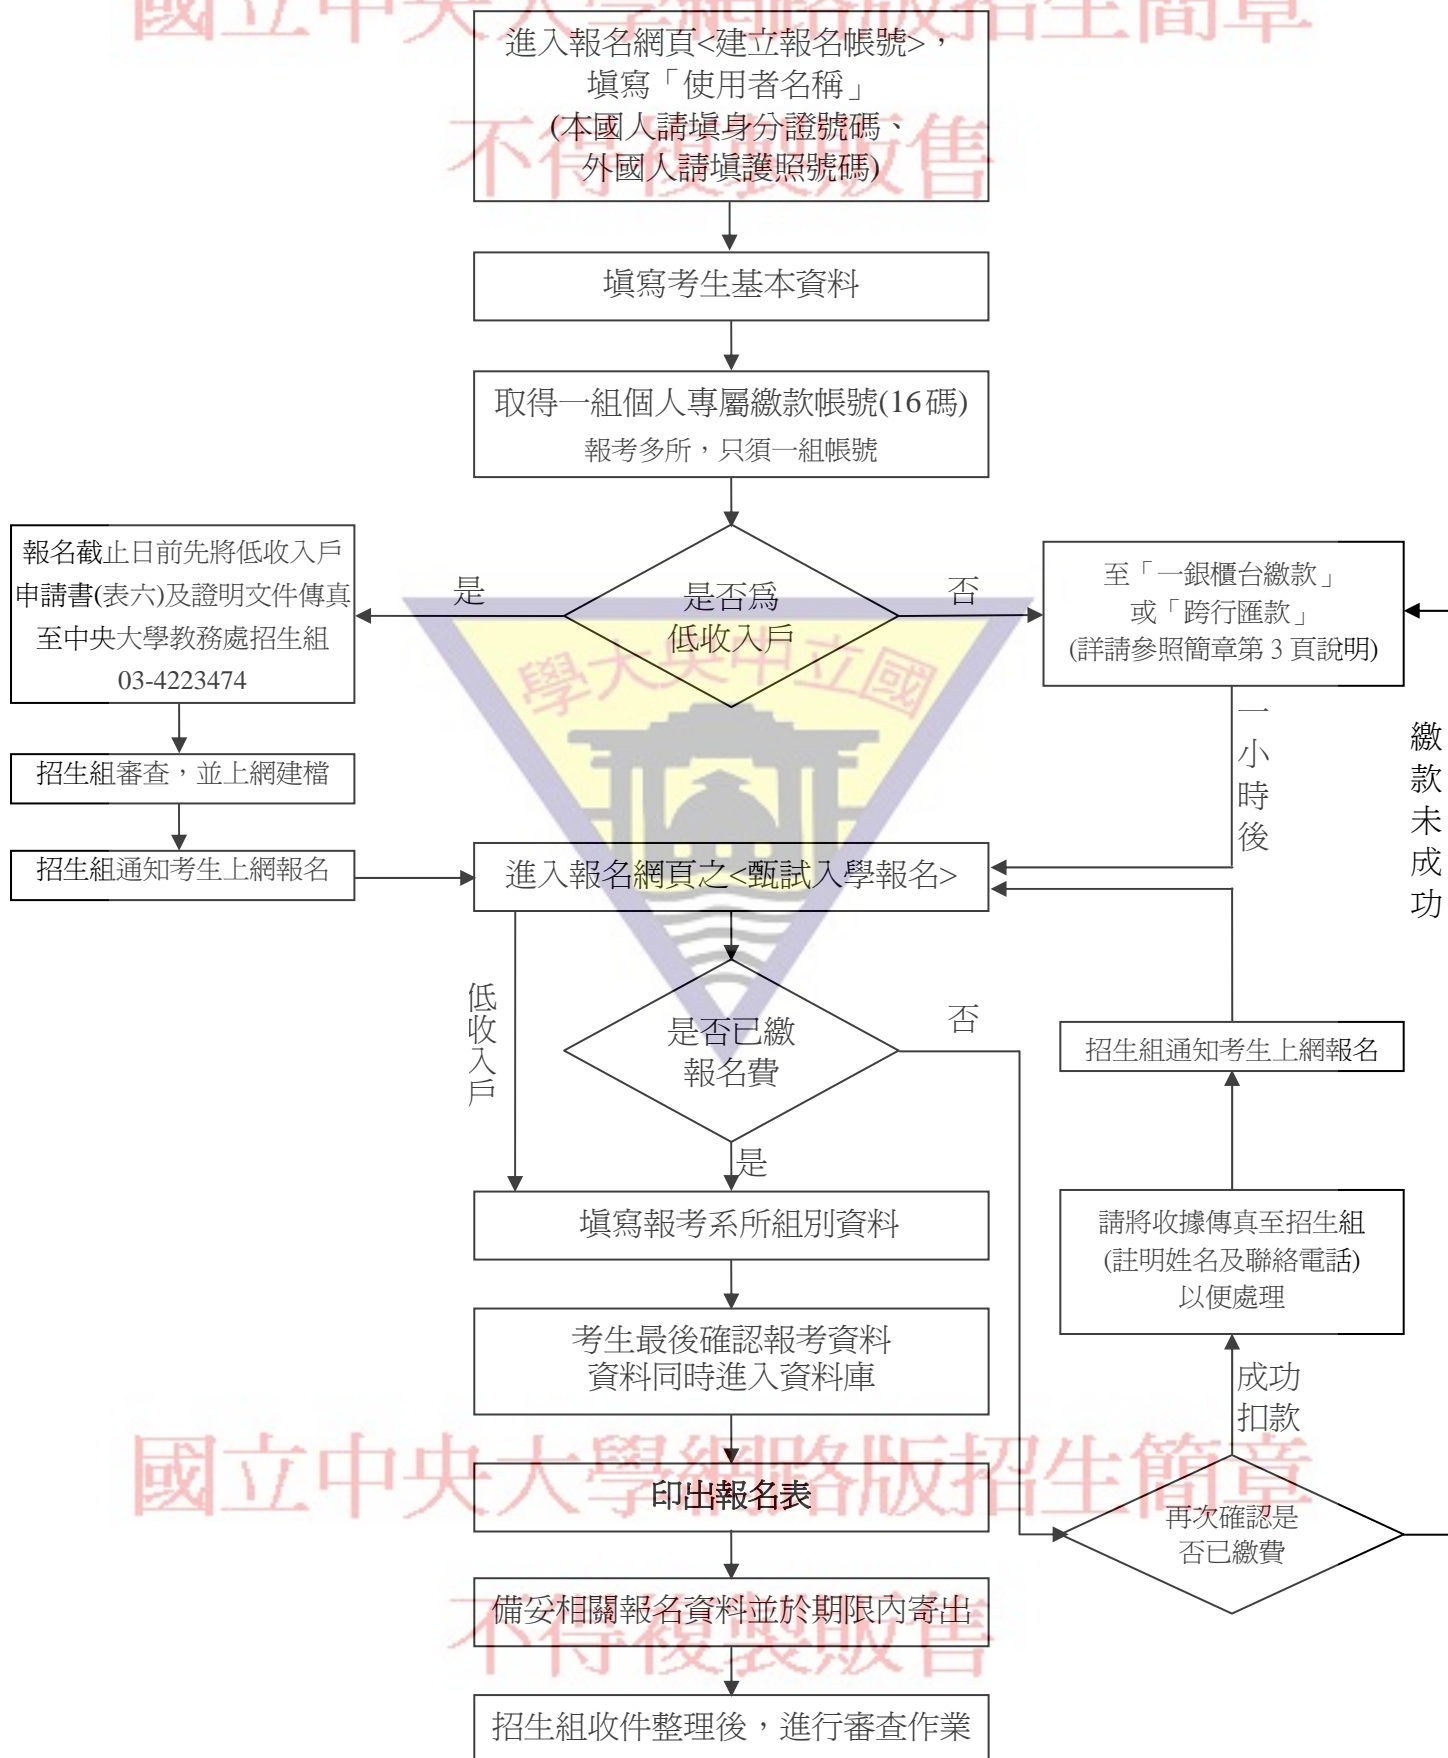 國立中央大學網路版招生簡章
進入報名網頁<建立報名帳號>，
填寫「使用者名稱」
(本國人請填身分證號碼、
外國人請填護照號碼)
不得複製販售
填寫考生基本資料
取得一組個人專屬繳款帳號(16碼)
報考多所，只須一組帳號
是否為
低收入戶
是
否
報名截止日前先將低收入戶
申請書(表六)及證明文件傳真
至中央大學教務處招生組
03-4223474
招生組審查，並上網建檔
招生組通知考生上網報名
至「一銀櫃台繳款」
或「跨行匯款」
(詳請參照簡章第 3 頁說明)
一小時後
繳款未成功
學大央中立國
進入報名網頁之<甄試入學報名>
低收入戶
是否已繳
報名費
否
是
招生組通知考生上網報名
填寫報考系所組別資料
請將收據傳真至招生組
(註明姓名及聯絡電話)
以便處理
考生最後確認報考資料
資料同時進入資料庫
成功
扣款
國立中央大學網路版招生簡章
印出報名表
再次確認是
否已繳費
備妥相關報名資料並於期限內寄出
不得複製販售
招生組收件整理後，進行審查作業